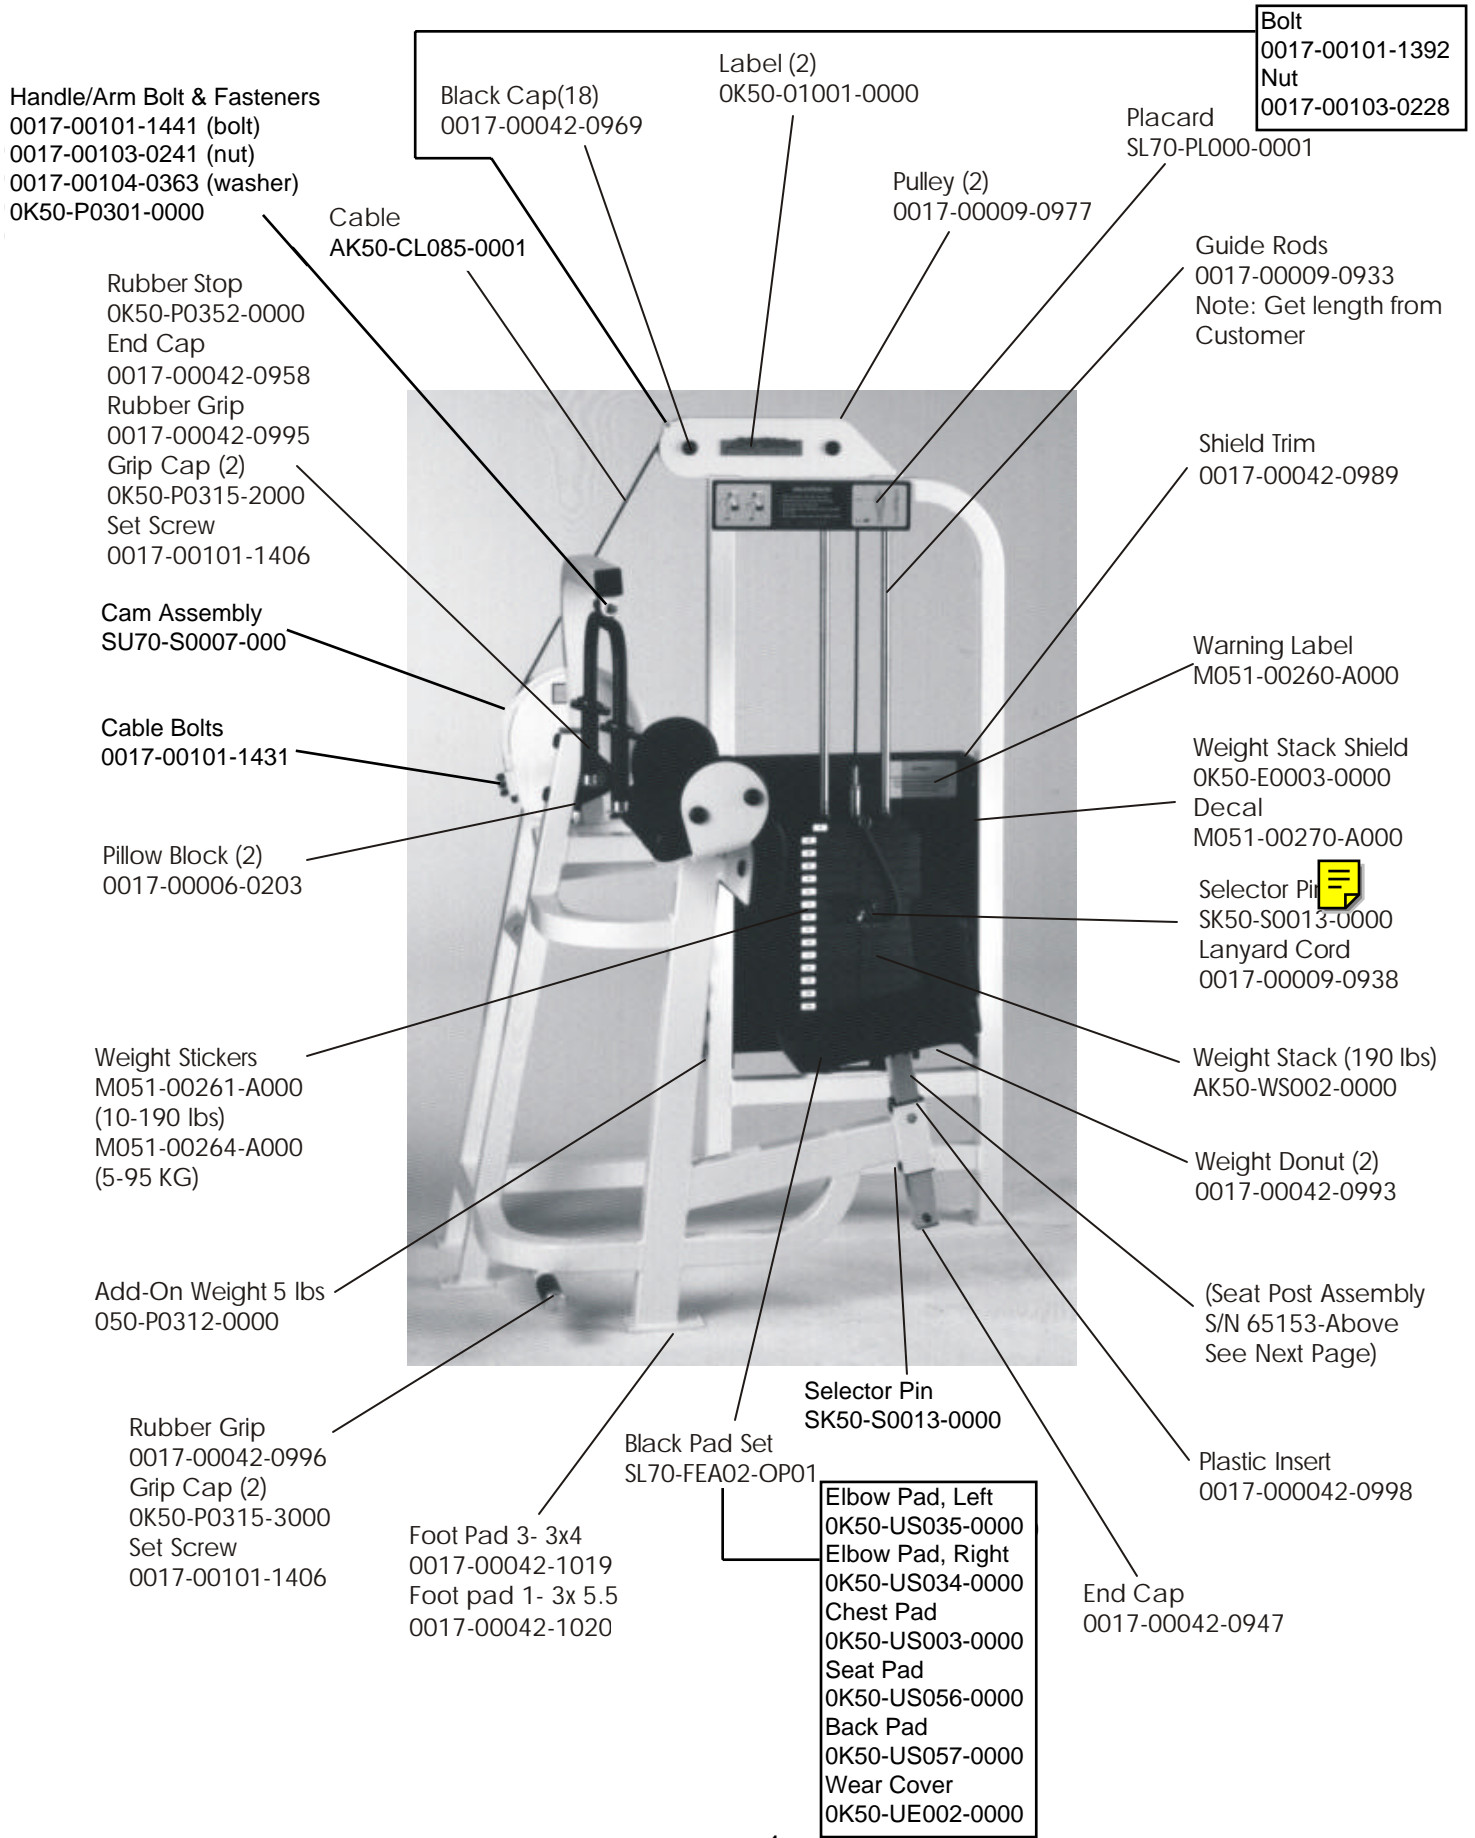 Bolt
0017-00101-1392
Nut
0017-00103-0228
Label (2)
0K50-01001-0000
Handle/Arm Bolt & Fasteners
0017-00101-1441 (bolt)
0017-00103-0241 (nut)
0017-00104-0363 (washer)
0K50-P0301-0000
Black Cap(18)
0017-00042-0969
Placard
SL70-PL000-0001
Pulley (2)
0017-00009-0977
Cable
AK50-CL085-0001
Guide Rods
0017-00009-0933
Note: Get length from
Customer
Rubber Stop
0K50-P0352-0000
End Cap
0017-00042-0958
Rubber Grip
0017-00042-0995
Grip Cap (2)
0K50-P0315-2000
Set Screw
0017-00101-1406
Shield Trim
0017-00042-0989
Cam Assembly
SU70-S0007-000
Warning Label
M051-00260-A000
Cable Bolts
0017-00101-1431
Weight Stack Shield
0K50-E0003-0000
Decal
M051-00270-A000
Pillow Block (2)
0017-00006-0203
Selector
SK50-S0013-0000
Lanyard Cord
0017-00009-0938
Weight Stickers
M051-00261-A000
(10-190 lbs)
M051-00264-A000
(5-95 KG)
Weight Stack (190 lbs)
AK50-WS002-0000
Weight Donut (2)
0017-00042-0993
Add-On Weight 5 lbs
050-P0312-0000
(Seat Post Assembly
S/N 65153-Above
See Next Page)
Selector Pin
SK50-S0013-0000
Rubber Grip
0017-00042-0996
Grip Cap (2)
0K50-P0315-3000
Set Screw
0017-00101-1406
Black Pad Set
SL70-FEA02-OP01
Plastic Insert
0017-000042-0998
Foot Pad 3- 3x4
0017-00042-1019
Foot pad 1- 3x 5.5
0017-00042-1020
Elbow Pad, Left
0K50-US035-0000
Elbow Pad, Right
0K50-US034-0000
Chest Pad
0K50-US003-0000
Seat Pad
0K50-US056-0000
Back Pad
0K50-US057-0000
Wear Cover
0K50-UE002-0000
End Cap
0017-00042-0947